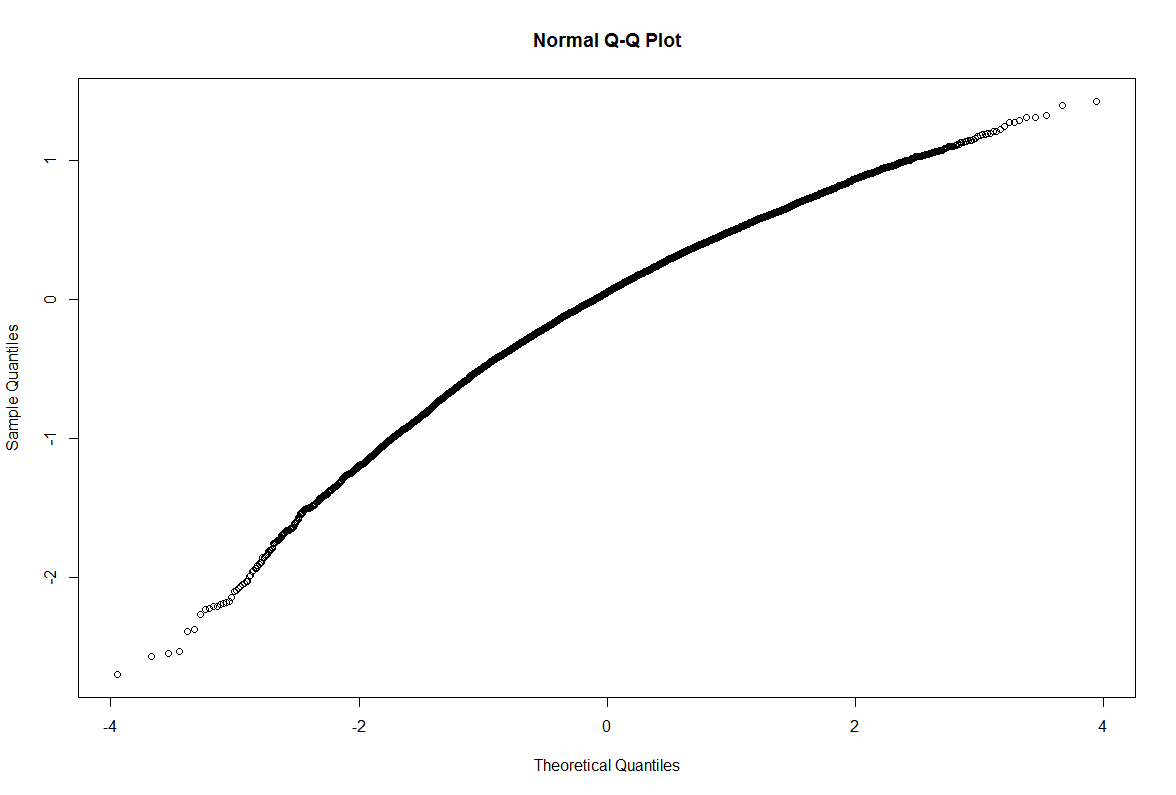 Normal Q-Q Plot
1
0
-1
-2
Sample Quantiles
-4 -2 0 2 4
Theoretical Quantiles